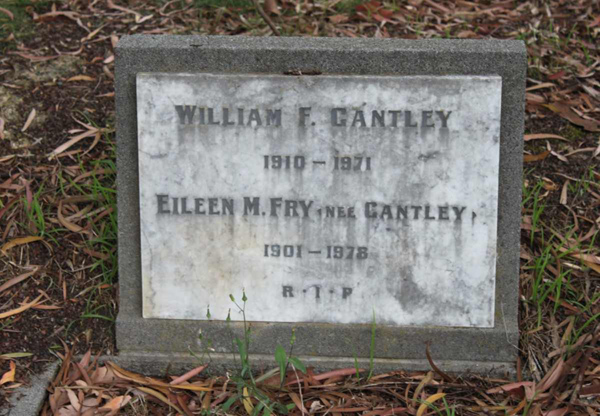 WILLIAM F. CANTLEY
1910 - 1971
EILEEN M. FRY (NEE CANTLEY)
1901 - 1978
R · I · P